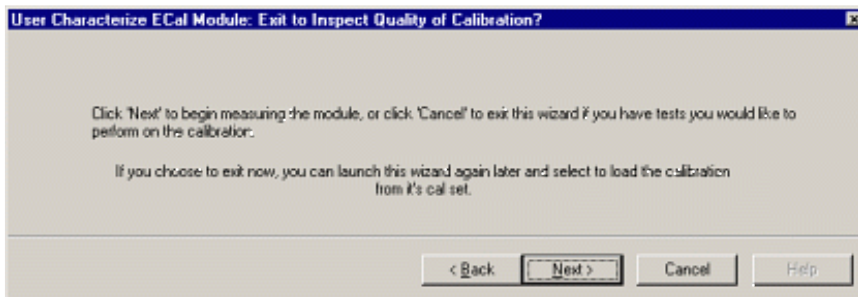 User Characterize ECal Module: Exit to Inspect Quality of Calibration?
Click 'Next' to begin measuring the module, or click 'Cancel' to exit this wizard if you have tests you would like to
perform on the calibration.
If you choose to exit now, you can launch this wizard again later and select to load the calibration
from it's cal set.
< Back
Next >
Cancel
Help